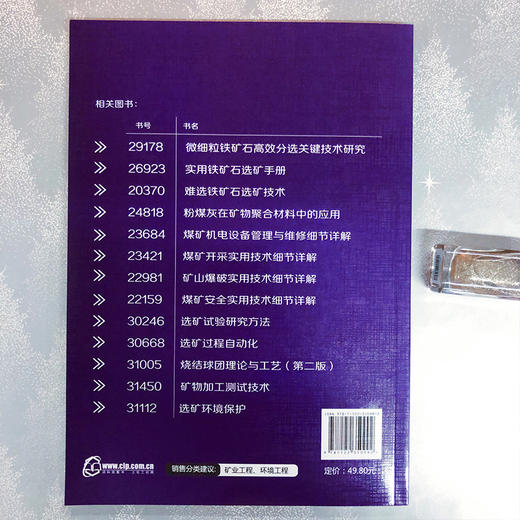 相关图书：
书号 书名
29178 微细粒铁矿石高效分选关键技术研究
26923 实用铁矿石选矿手册
20370 难选铁矿石选矿技术
24818 粉煤灰在矿物聚合材料中的应用
23684 煤矿机电设备管理与维修细节详解
23421 煤矿开采实用技术细节详解
22981 矿山爆破实用技术细节详解
22159 煤矿安全实用技术细节详解
30246 选矿试验研究方法
30668 选矿过程自动化
31005 烧结球团理论与工艺（第二版）
31450 矿物加工测试技术
31112 选矿环境保护
www.cip.com.cn
销售分类建议：矿业工程、环境工程
定价：49.80元